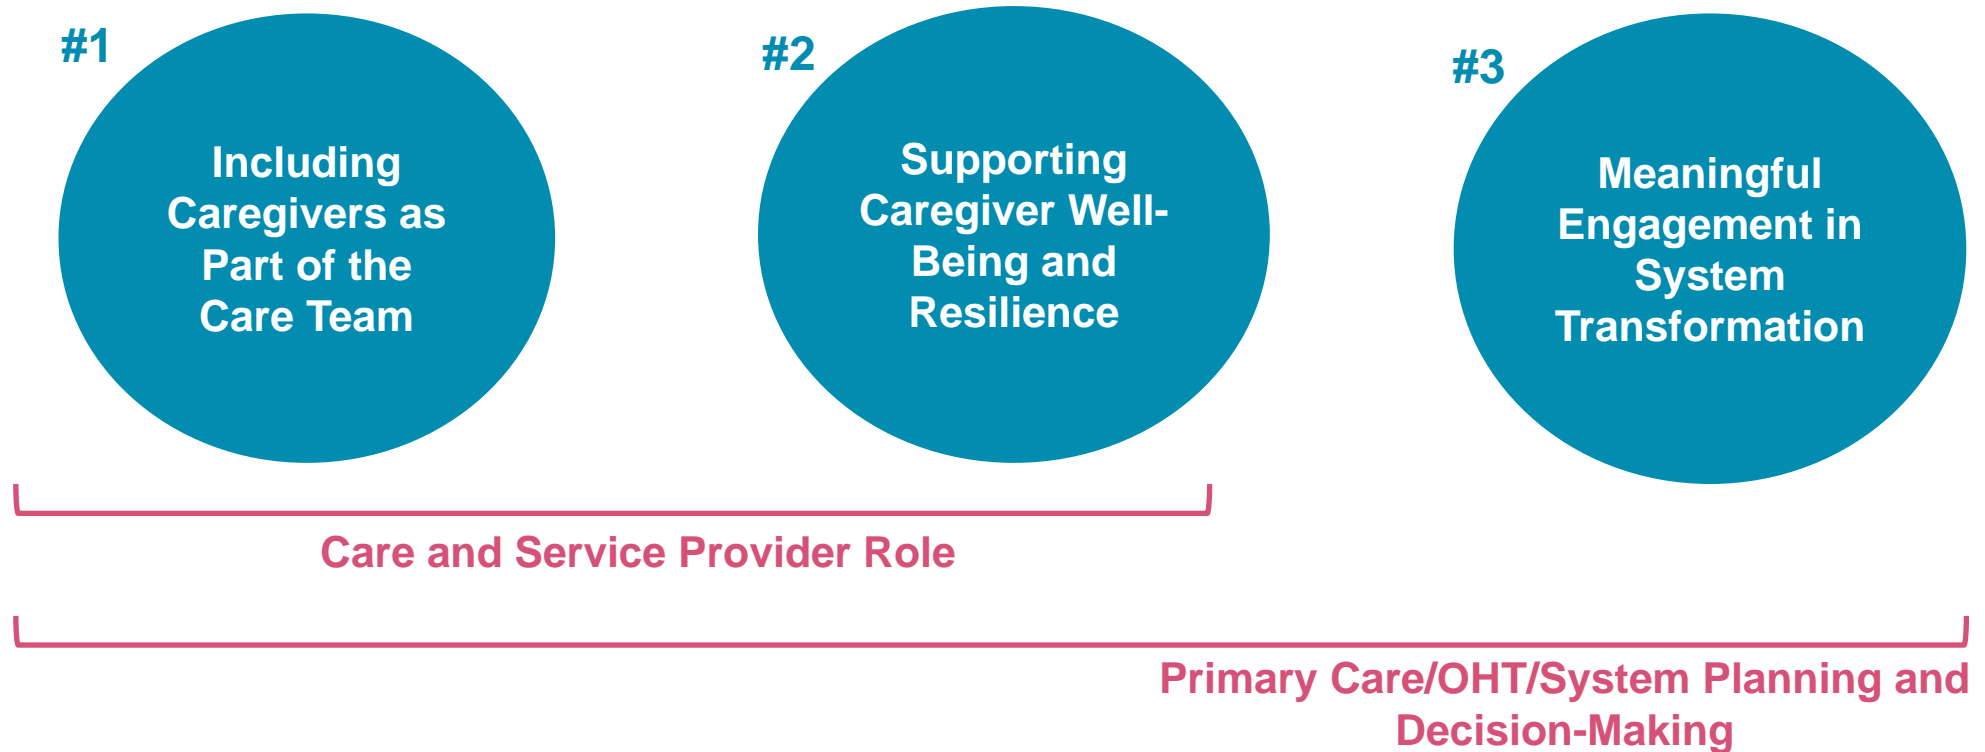 #1
Including
Caregivers as
Part of the
Care Team
#2
Supporting
Caregiver Well-
Being and
Resilience
#3
Meaningful
Engagement in
System
Transformation
Care and Service Provider Role
Primary Care/OHT/System Planning and
Decision-Making